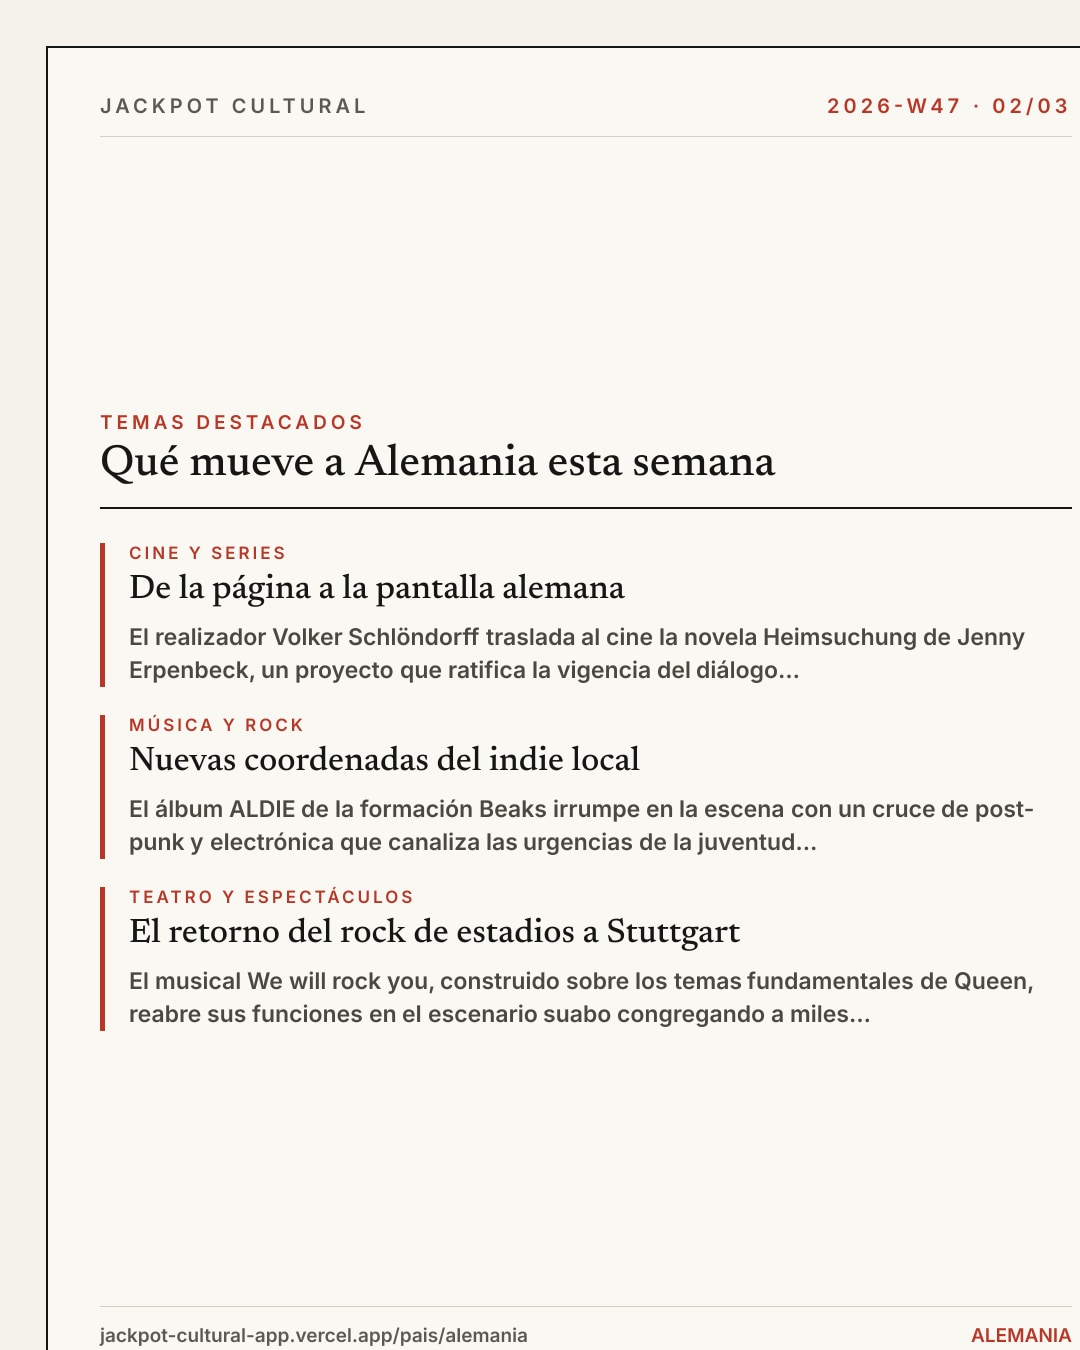 JACKPOT CULTURAL
2026-W47 · 02/03
TEMAS DESTACADOS
Qué mueve a Alemania esta semana
CINE Y SERIES
De la página a la pantalla alemana
El realizador Volker Schlöndorff traslada al cine la novela Heimsuchung de Jenny
Erpenbeck, un proyecto que ratifica la vigencia del diálogo...
MÚSICA Y ROCK
Nuevas coordenadas del indie local
El álbum ALDIE de la formación Beaks irrumpe en la escena con un cruce de post-
punk y electrónica que canaliza las urgencias de la juventud...
TEATRO Y ESPECTÁCULOS
El retorno del rock de estadios a Stuttgart
El musical We will rock you, construido sobre los temas fundamentales de Queen,
reabre sus funciones en el escenario suabo congregando a miles...
jackpot-cultural-app.vercel.app/pais/alemania
ALEMANIA